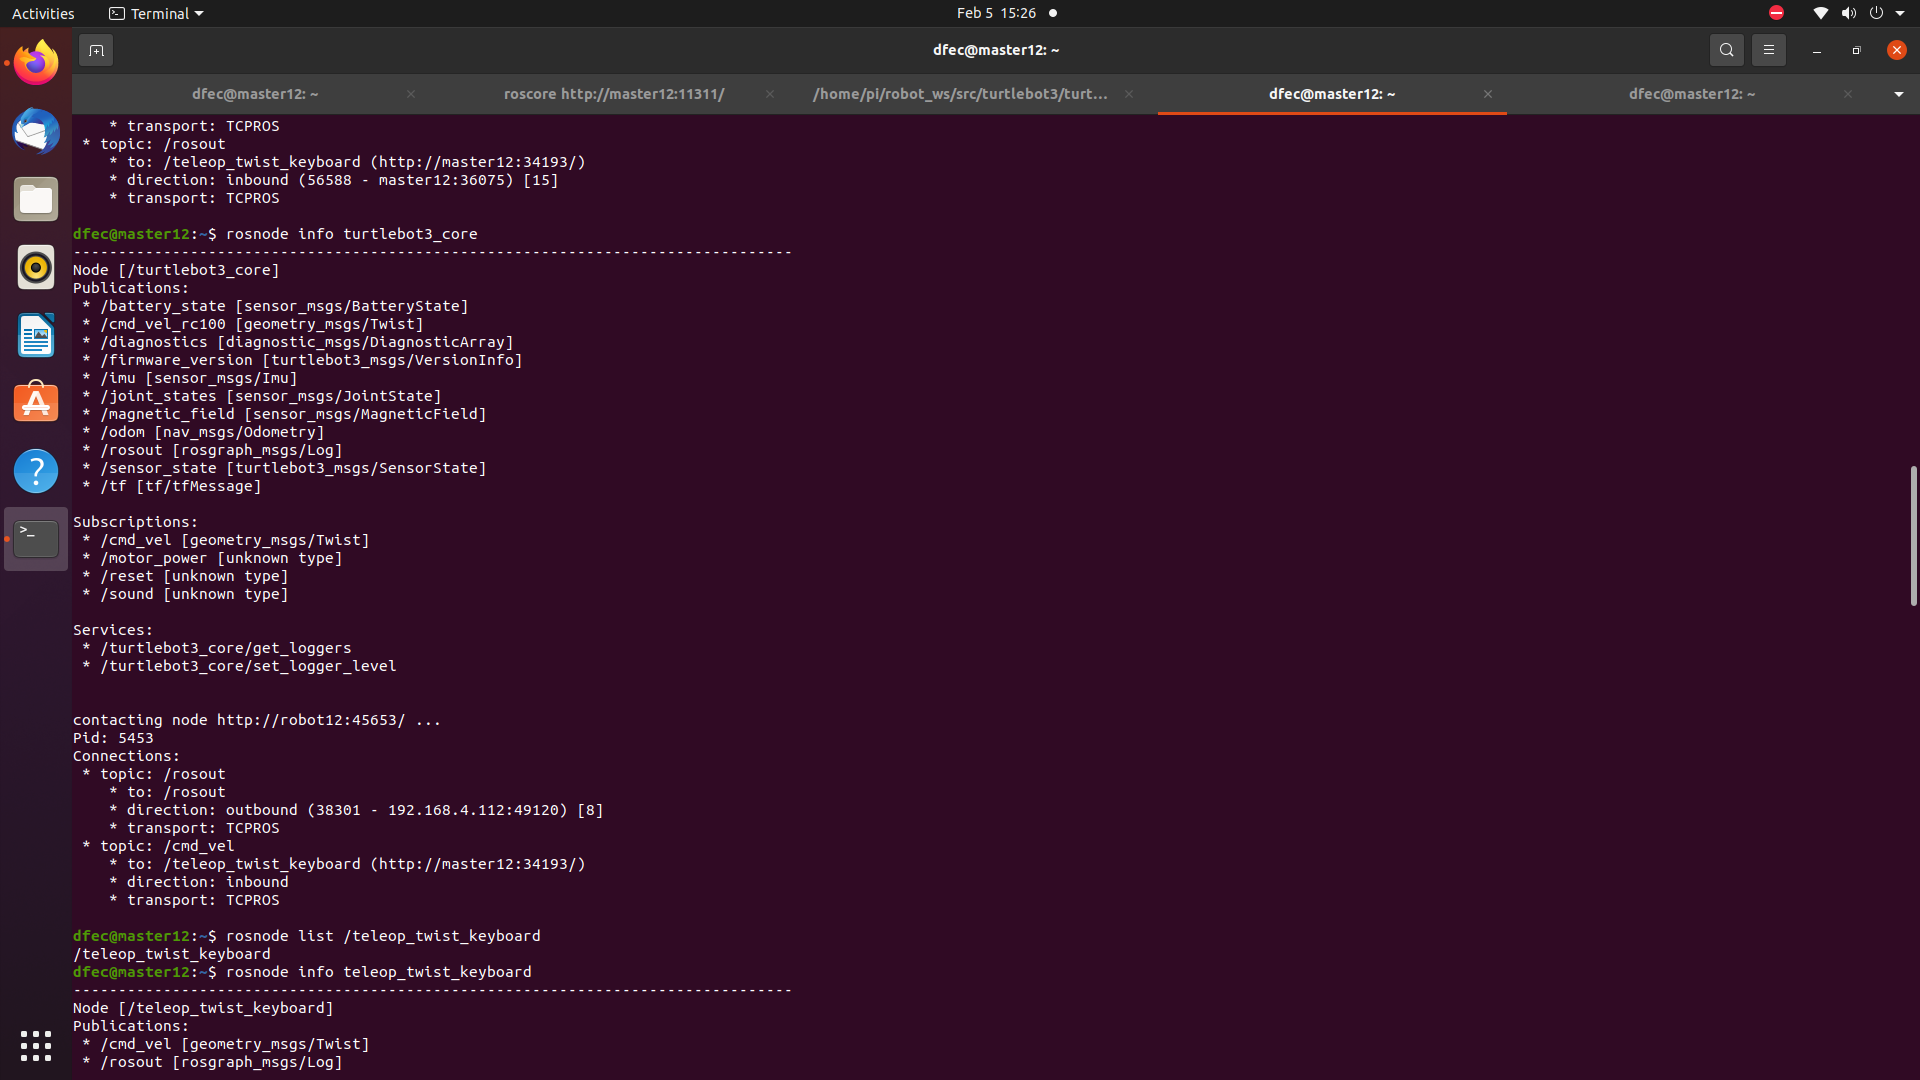 Activities
Terminal
Feb 5 15:26
dfec@master12: ~
dfec@master12: ~
roscore http://master12:11311/
/home/pi/robot_ws/src/turtlebot3/turt...
dfec@master12: ~
dfec@master12: ~
* transport: TCPROS
* topic: /rosout
* to: /teleop_twist_keyboard (http://master12:34193/)
* direction: inbound (56588 - master12:36075) [15]
* transport: TCPROS
dfec@master12:~$ rosnode info turtlebot3_core
--------------------------------------------------------------------------------
Node [/turtlebot3_core]
Publications:
* /battery_state [sensor_msgs/BatteryState]
* /cmd_vel_rc100 [geometry_msgs/Twist]
* /diagnostics [diagnostic_msgs/DiagnosticArray]
* /firmware_version [turtlebot3_msgs/VersionInfo]
* /imu [sensor_msgs/Imu]
* /joint_states [sensor_msgs/JointState]
* /magnetic_field [sensor_msgs/MagneticField]
* /odom [nav_msgs/Odometry]
* /rosout [rosgraph_msgs/Log]
* /sensor_state [turtlebot3_msgs/SensorState]
* /tf [tf/tfMessage]
Subscriptions:
* /cmd_vel [geometry_msgs/Twist]
* /motor_power [unknown type]
* /reset [unknown type]
* /sound [unknown type]
Services:
* /turtlebot3_core/get_loggers
* /turtlebot3_core/set_logger_level
contacting node http://robot12:45653/ ...
Pid: 5453
Connections:
* topic: /rosout
* to: /rosout
* direction: outbound (38301 - 192.168.4.112:49120) [8]
* transport: TCPROS
* topic: /cmd_vel
* to: /teleop_twist_keyboard (http://master12:34193/)
* direction: inbound
* transport: TCPROS
dfec@master12:~$ rosnode list /teleop_twist_keyboard
/teleop_twist_keyboard
dfec@master12:~$ rosnode info teleop_twist_keyboard
--------------------------------------------------------------------------------
Node [/teleop_twist_keyboard]
Publications:
* /cmd_vel [geometry_msgs/Twist]
* /rosout [rosgraph_msgs/Log]